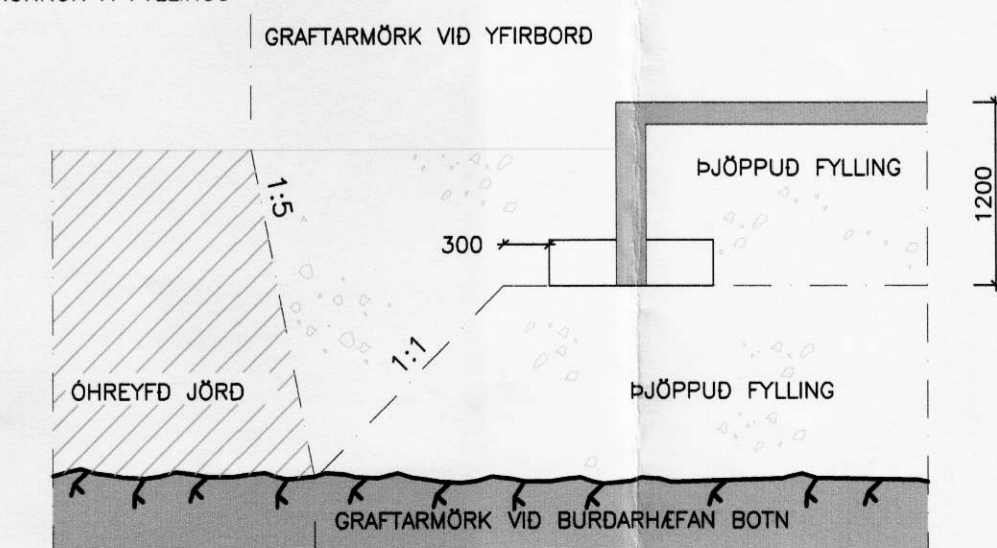 GRAFTARMÖRK VIÐ YFIRBORÐ
ÞJÖPPUÐ FYLLING
1:5
1200
300
1:1
ÓHREYFÐ JÖRÐ
ÞJÖPPUÐ FYLLING
GRAFTARMÖRK VIÐ BURÐARHÆFAN BOTN